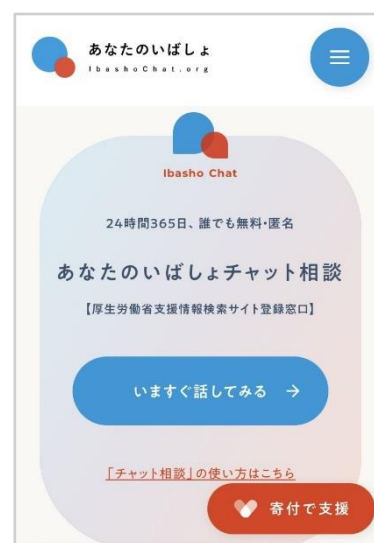 あなたのいばしょ
IbashoChat.org
Ibasho Chat
24時間365日、誰でも無料・匿名
あなたのいばしょチャット相談
【厚生労働省支援情報検索サイト登録窓口】
いますぐ話してみる →
「チャット相談」の使い方はこちら
寄付で支援